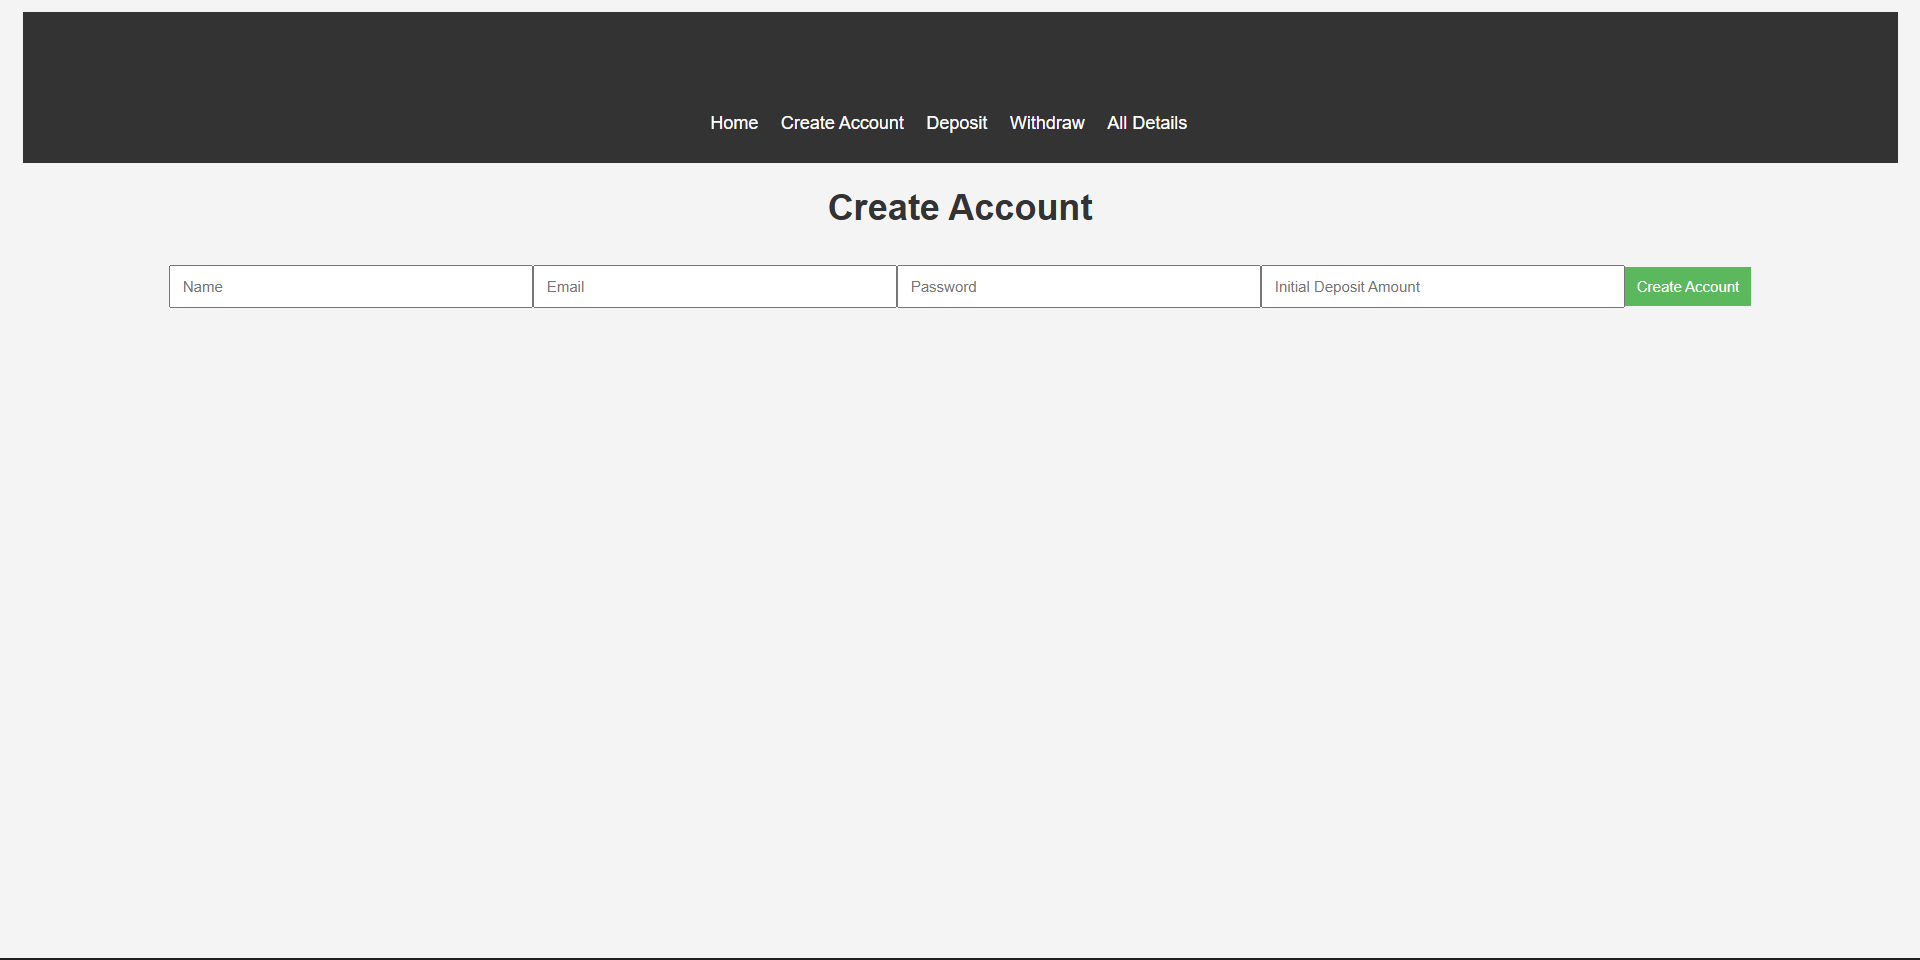 Home Create Account Deposit Withdraw All Details
Create Account
Name Email Password Initial Deposit Amount Create Account